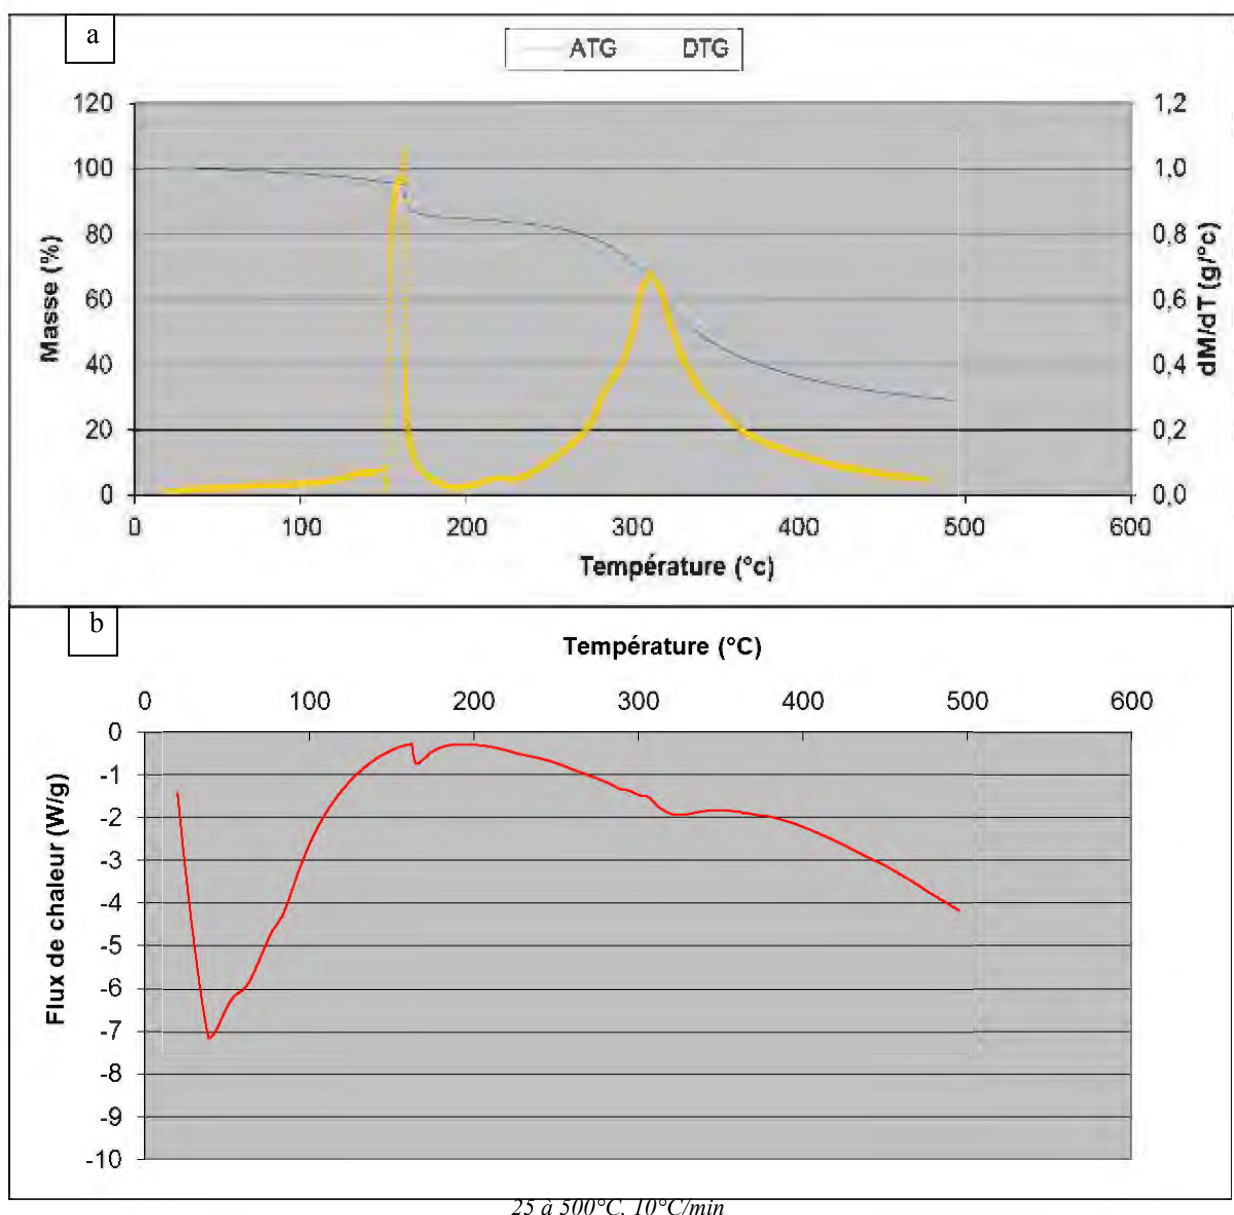 a
ATG DTG
120 1,2
100 1,0
80 0,8
60 0,6
40 0,4
20 0,2
0 0,0
0 100 200 300 400 500 600
Masse (%)
dM/dT (g/°c)
Température (°c)
b
Température (°C)
0 100 200 300 400 500 600
0
-1
-2
-3
-4
-5
-6
-7
-8
-9
-10
Flux de chaleur (W/g)
25 à 500°C, 10°C/min